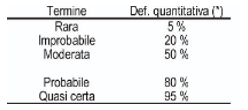 Termine Def. quantitativa (*)
Rara 5 %
Improbabile 20 %
Moderata 50 %
Probabile 80 %
Quasi certa 95 %